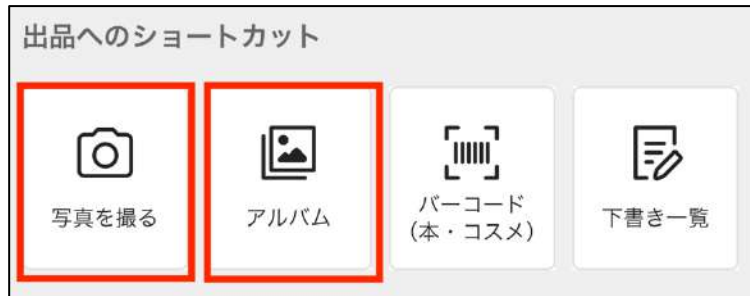 出品へのショートカット
写真を撮る
アルバム
バーコード
(本・コスメ)
下書き一覧